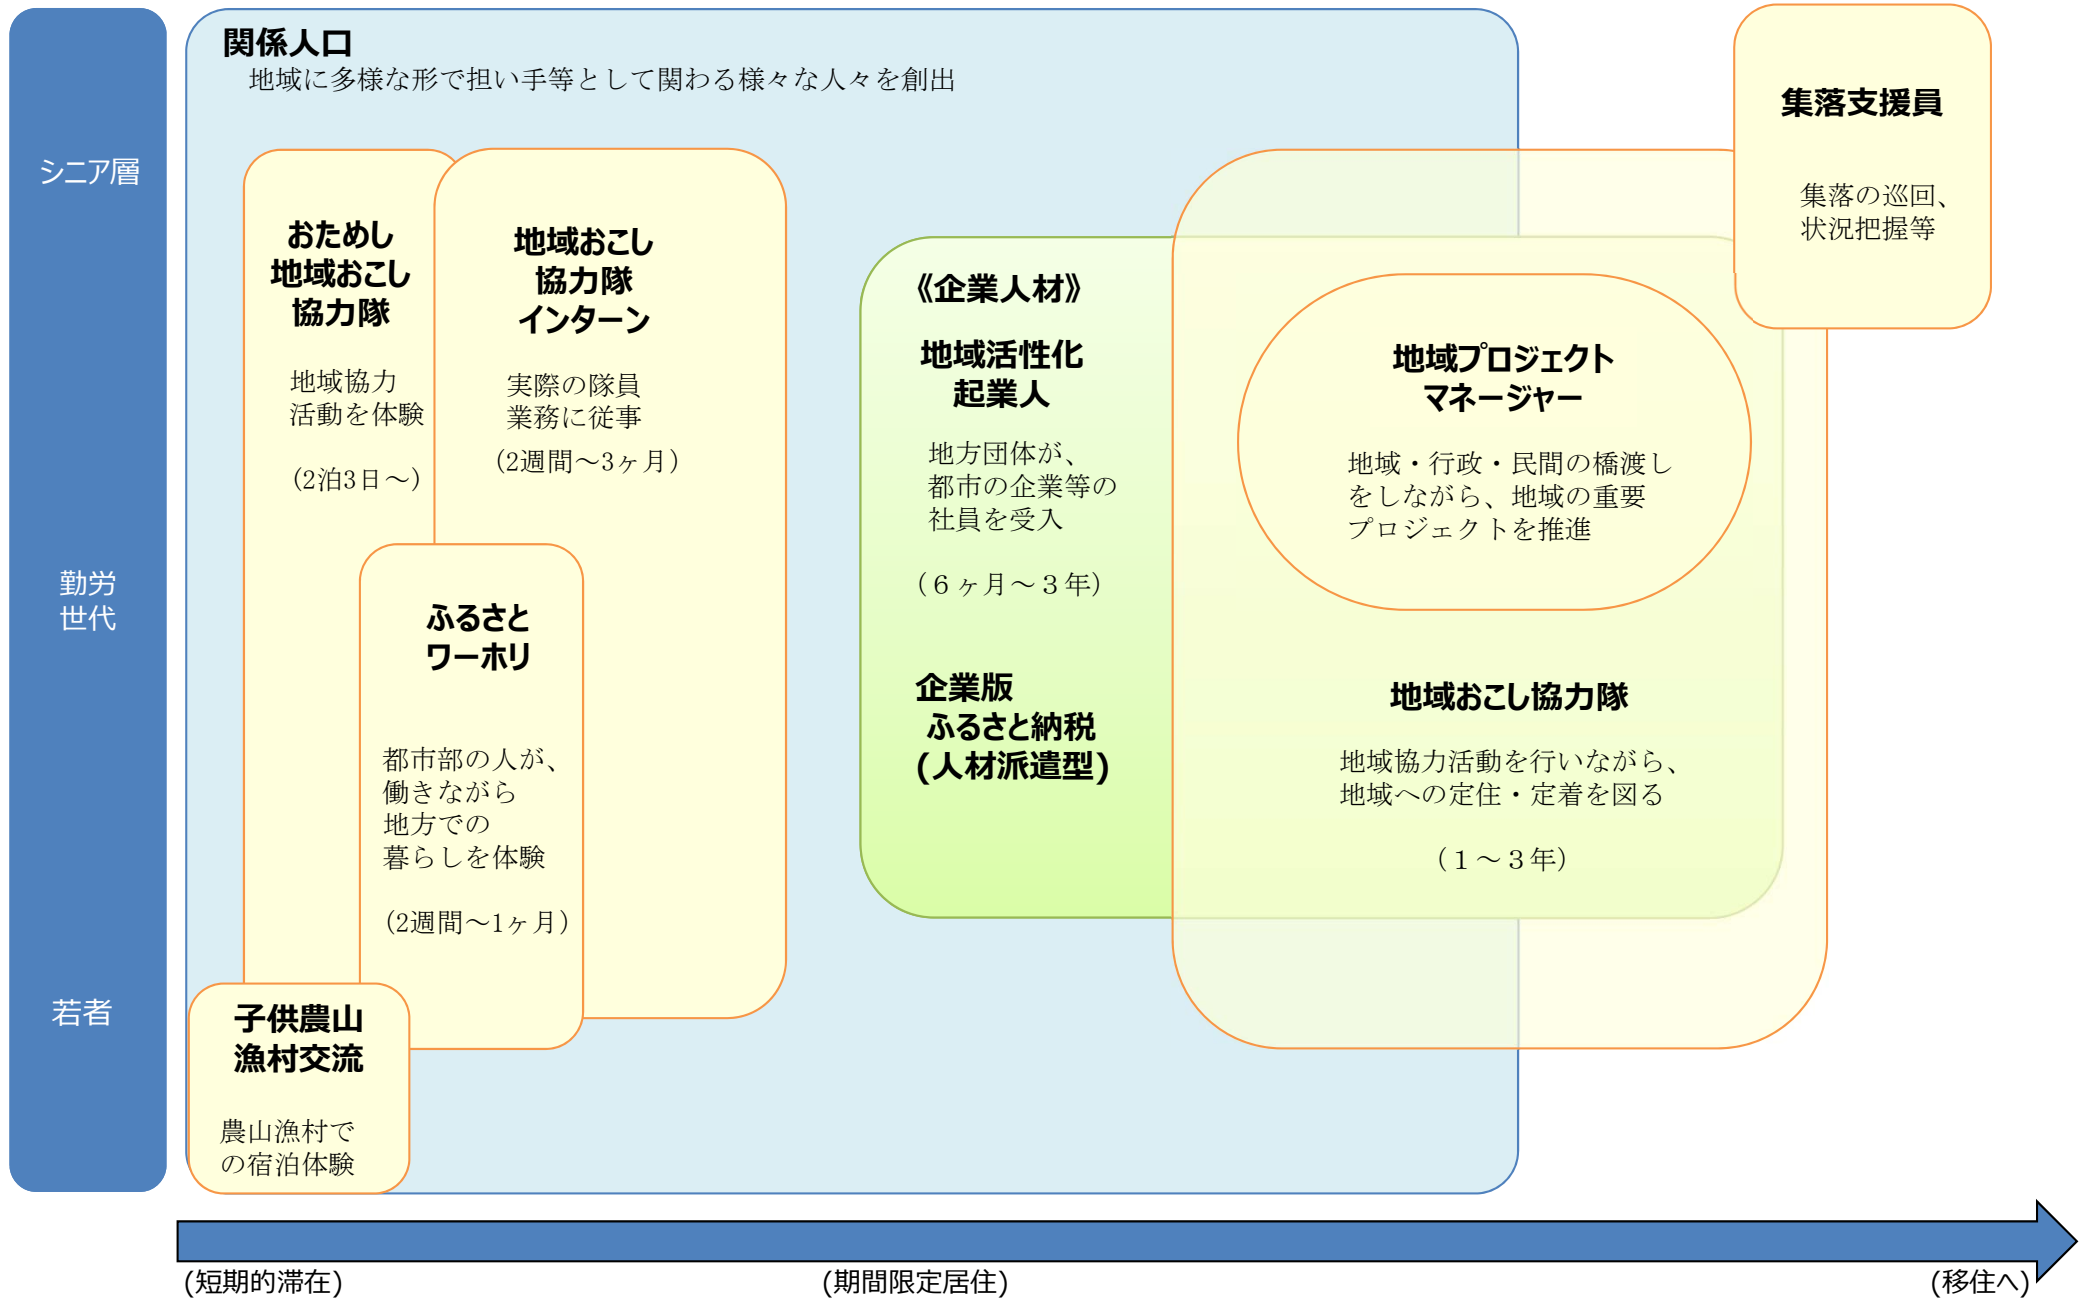 シニア層
勤労
世代
若者
関係人口
地域に多様な形で担い手等として関わる様々な人々を創出
おためし
地域おこし
協力隊
地域協力
活動を体験
(2泊3日～)
地域おこし
協力隊
インターン
実際の隊員
業務に従事
(2週間～3ヶ月)
ふるさと
ワーホリ
都市部の人が、
働きながら
地方での
暮らしを体験
(2週間～1ヶ月)
子供農山
漁村交流
農山漁村で
の宿泊体験
《企業人材》
地域活性化
起業人
地方団体が、
都市の企業等の
社員を受入
(６ヶ月～３年)
企業版
ふるさと納税
(人材派遣型)
地域プロジェクト
マネージャー
地域・行政・民間の橋渡し
をしながら、地域の重要
プロジェクトを推進
地域おこし協力隊
地域協力活動を行いながら、
地域への定住・定着を図る
(１～３年)
集落支援員
集落の巡回、
状況把握等
(短期的滞在)
(期間限定居住)
(移住へ)